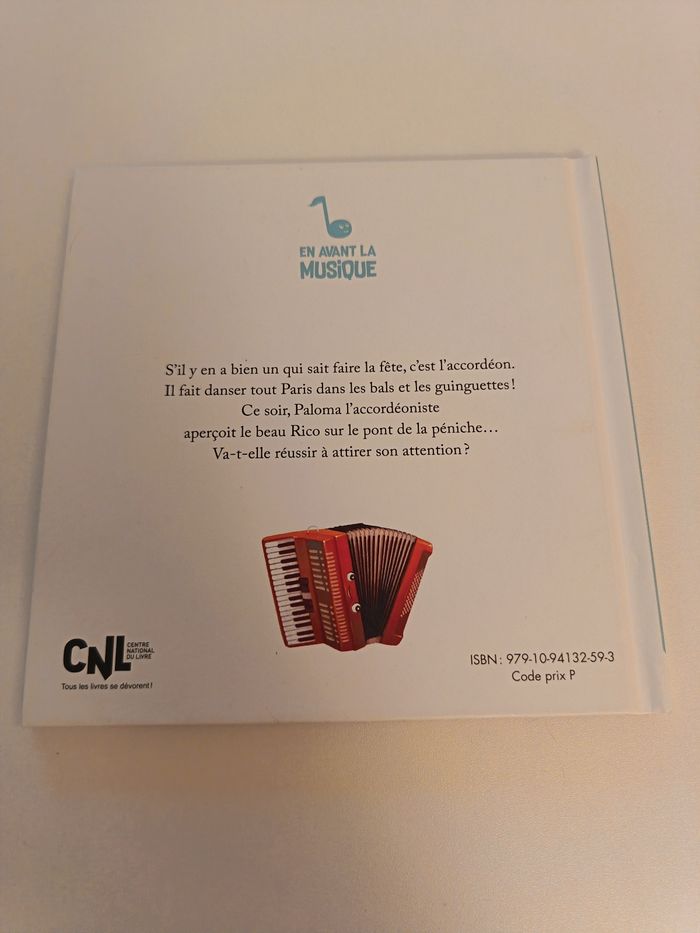 EN AVANT LA
MUSiQUE
S'il y en a bien un qui sait faire la fête, c'est l'accordéon.
Il fait danser tout Paris dans les bals et les guinguettes !
Ce soir, Paloma l'accordéoniste
aperçoit le beau Rico sur le pont de la péniche…
Va-t-elle réussir à attirer son attention ?
CNL
CENTRE
NATIONAL
DU LIVRE
Tous les livres se dévorent !
ISBN : 979-10-94132-59-3
Code prix P